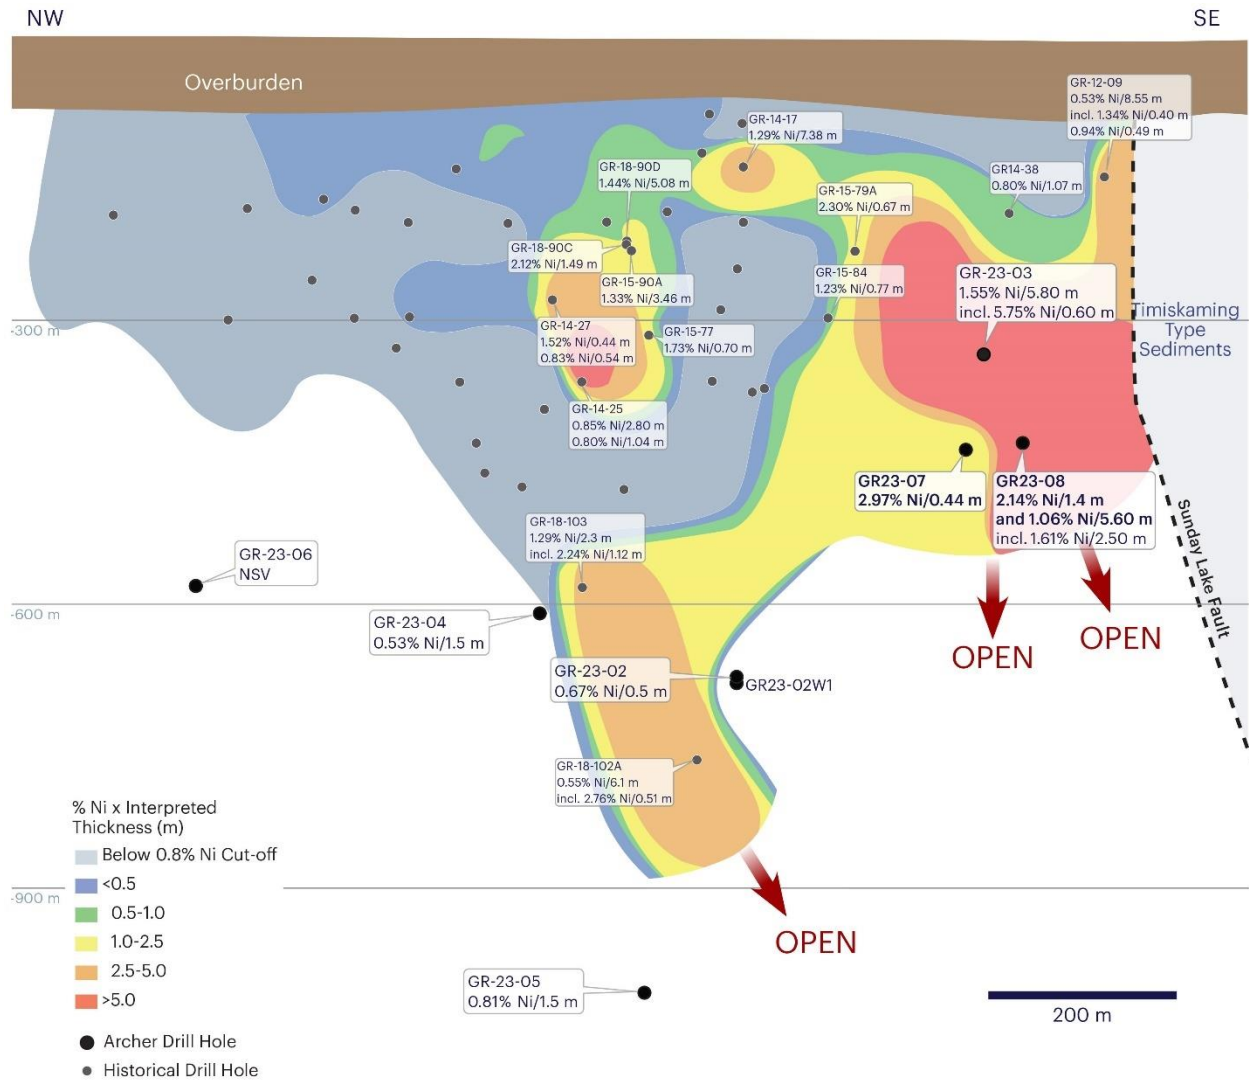 NW
SE
Overburden
GR-12-09
0.53% Ni/8.55 m
incl. 1.34% Ni/0.40 m
0.94% Ni/0.49 m
GR-14-17
1.29% Ni/7.38 m
GR-18-90D
1.44% Ni/5.08 m
GR14-38
0.80% Ni/1.07 m
GR-15-79A
2.30% Ni/0.67 m
GR-18-90C
2.12% Ni/1.49 m
GR-15-90A
1.33% Ni/3.46 m
GR-15-84
1.23% Ni/0.77 m
GR-23-03
1.55% Ni/5.80 m
incl. 5.75% Ni/0.60 m
-300 m
GR-14-27
1.52% Ni/0.44 m
0.83% Ni/0.54 m
GR-15-77
1.73% Ni/0.70 m
Timiskaming
Type
Sediments
GR-14-25
0.85% Ni/2.80 m
0.80% Ni/1.04 m
GR23-07
2.97% Ni/0.44 m
GR23-08
2.14% Ni/1.4 m
and 1.06% Ni/5.60 m
incl. 1.61% Ni/2.50 m
Sunday Lake Fault
GR-18-103
1.29% Ni/2.3 m
incl. 2.24% Ni/1.12 m
GR-23-06
NSV
-600 m
GR-23-04
0.53% Ni/1.5 m
OPEN
OPEN
GR-23-02
0.67% Ni/0.5 m
GR23-02W1
GR-18-102A
0.55% Ni/6.1 m
incl. 2.76% Ni/0.51 m
% Ni x Interpreted
Thickness (m)
Below 0.8% Ni Cut-off
<0.5
-900 m
0.5-1.0
1.0-2.5
2.5-5.0
>5.0
OPEN
GR-23-05
0.81% Ni/1.5 m
200 m
Archer Drill Hole
Historical Drill Hole